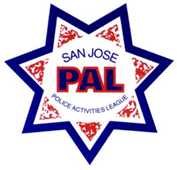 SAN JOSE
PAL
POLICE ACTIVITIES LEAGUE